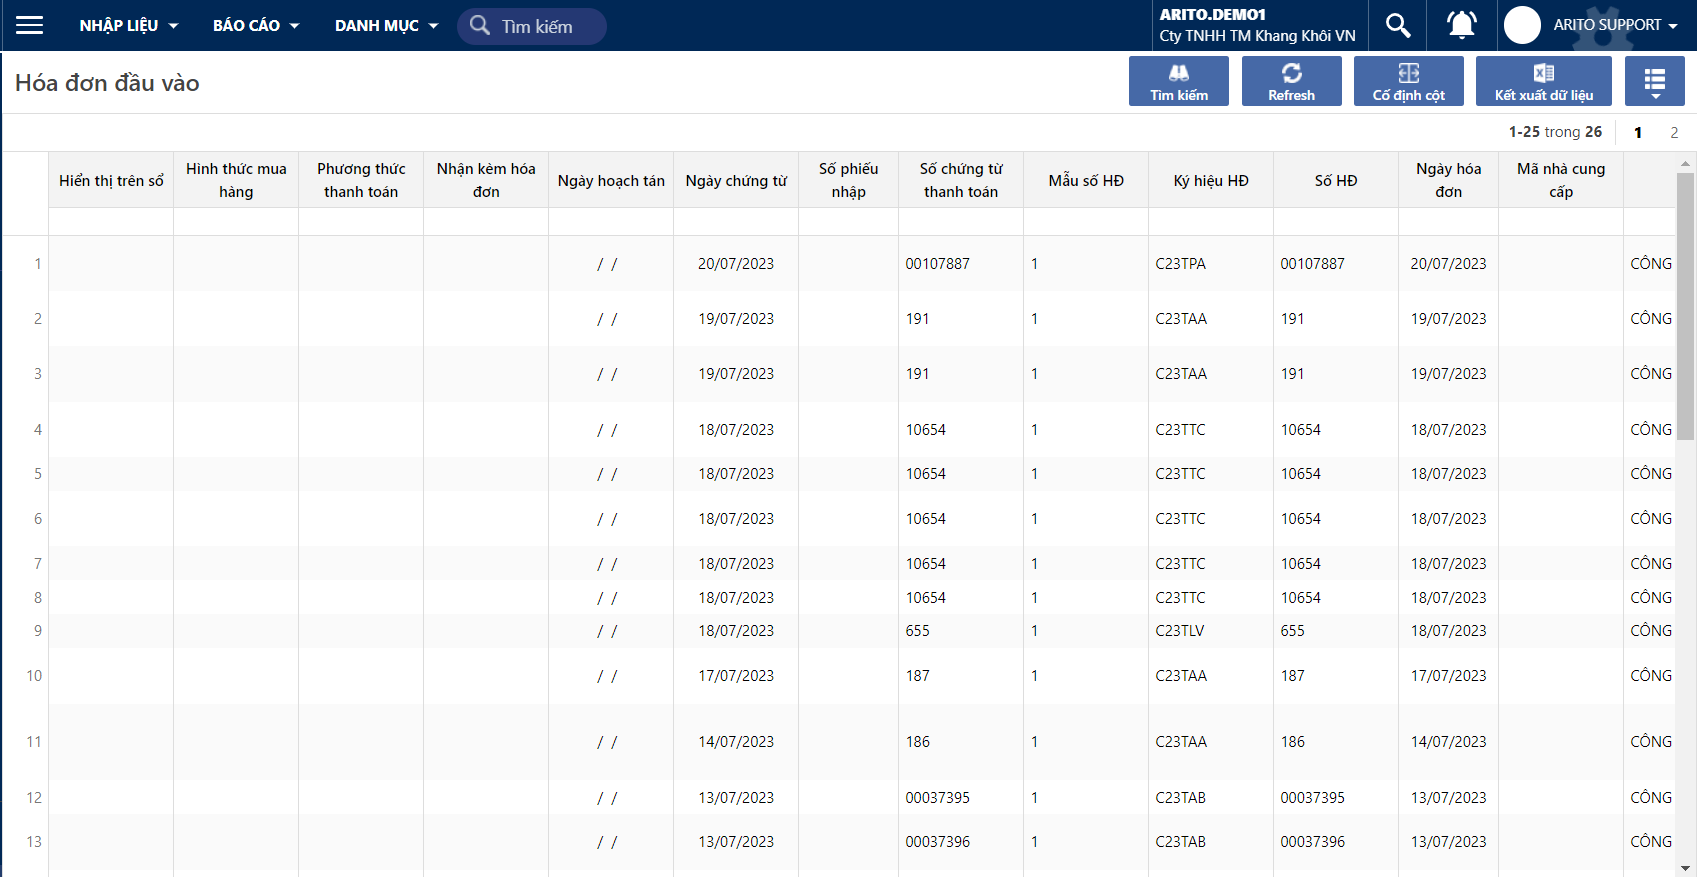 NHẬP LIỆU BÁO CÁO DANH MỤC Tìm kiếm ARITO.DEMO1 ARITO SUPPORT
Cty TNHH TM Khang Khôi VN
Hóa đơn đầu vào Tìm kiếm Refresh Cố định cột Kết xuất dữ liệu
1-25 trong 26 1 2
Hiển thị trên sổ Hình thức mua hàng Phương thức thanh toán Nhận kèm hóa đơn Ngày hoạch tán Ngày chứng từ Số phiếu nhập Số chứng từ thanh toán Mẫu số HĐ Ký hiệu HĐ Số HĐ Ngày hóa đơn Mã nhà cung cấp
1 / / 20/07/2023 00107887 1 C23TPA 00107887 20/07/2023 CÔNG
2 / / 19/07/2023 191 1 C23TAA 191 19/07/2023 CÔNG
3 / / 19/07/2023 191 1 C23TAA 191 19/07/2023 CÔNG
4 / / 18/07/2023 10654 1 C23TTC 10654 18/07/2023 CÔNG
5 / / 18/07/2023 10654 1 C23TTC 10654 18/07/2023 CÔNG
6 / / 18/07/2023 10654 1 C23TTC 10654 18/07/2023 CÔNG
7 / / 18/07/2023 10654 1 C23TTC 10654 18/07/2023 CÔNG
8 / / 18/07/2023 10654 1 C23TTC 10654 18/07/2023 CÔNG
9 / / 18/07/2023 655 1 C23TLV 655 18/07/2023 CÔNG
10 / / 17/07/2023 187 1 C23TAA 187 17/07/2023 CÔNG
11 / / 14/07/2023 186 1 C23TAA 186 14/07/2023 CÔNG
12 / / 13/07/2023 00037395 1 C23TAB 00037395 13/07/2023 CÔNG
13 / / 13/07/2023 00037396 1 C23TAB 00037396 13/07/2023 CÔNG